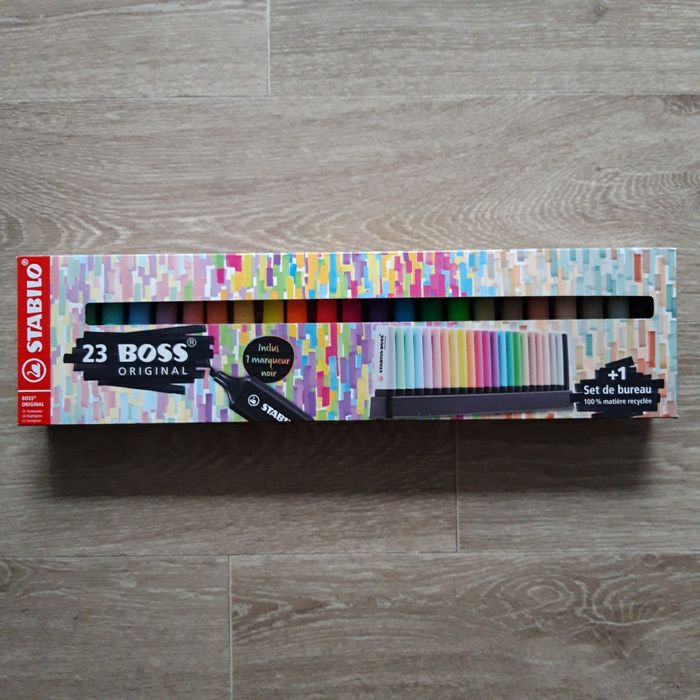 STABILO®
BOSS®
ORIGINAL
23 BOSS®
ORIGINAL
Inclus
1 marqueur
noir
STABILO
STABILO BOSS
+1
Set de bureau
100 % matière recyclée